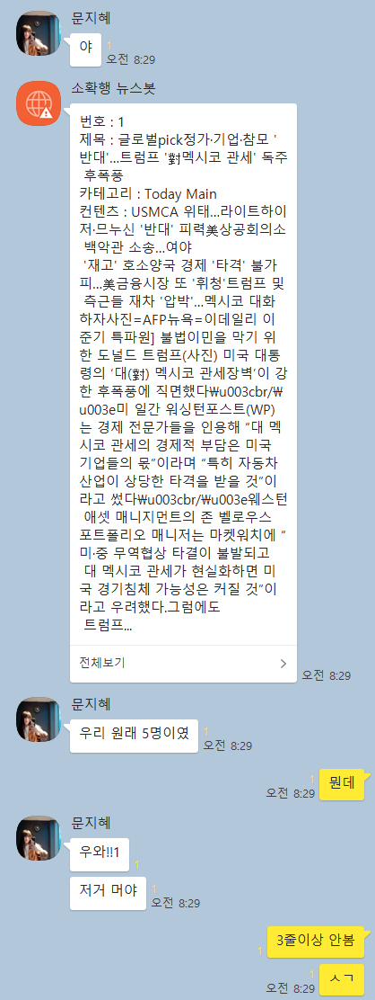 문지혜
야
1
오전 8:29
소확행 뉴스봇
번호 : 1
제목 : 글로벌pick정가·기업·참모 '
반대'...트럼프 '對멕시코 관세' 독주
후폭풍
카테고리 : Today Main
컨텐츠 : USMCA 위태...라이트하이
저·므누신 '반대' 피력美상공회의소
백악관 소송...여야
'재고' 호소양국 경제 '타격' 불가
피...美금융시장 또 '휘청'트럼프 및
측근들 재차 '압박'...멕시코 대화
하자사진=AFP뉴욕=이데일리 이
준기 특파원] 불법이민을 막기 위
한 도널드 트럼프(사진) 미국 대통
령의 ‘대(對) 멕시코 관세장벽’이 강
한 후폭풍에 직면했다₩u003cbr/₩
u003e미 일간 워싱턴포스트(WP)
는 경제 전문가들을 인용해 “대 멕
시코 관세의 경제적 부담은 미국
기업들의 몫”이라며 “특히 자동차
산업이 상당한 타격을 받을 것”이
라고 썼다₩u003cbr/₩u003e웨스턴
애셋 매니지먼트의 존 벨로우스
포트폴리오 매니저는 마켓워치에 “
미·중 무역협상 타결이 불발되고
대 멕시코 관세가 현실화하면 미
국 경기침체 가능성은 커질 것”이
라고 우려했다.그럼에도
트럼프...
전체보기
오전 8:29
문지혜
우리 원래 5명이였
1
오전 8:29
뭔데
1
오전 8:29
문지혜
우와!!1
1
저거 머야
1
오전 8:29
3줄이상 안봄
1
ㅅㄱ
1
오전 8:29